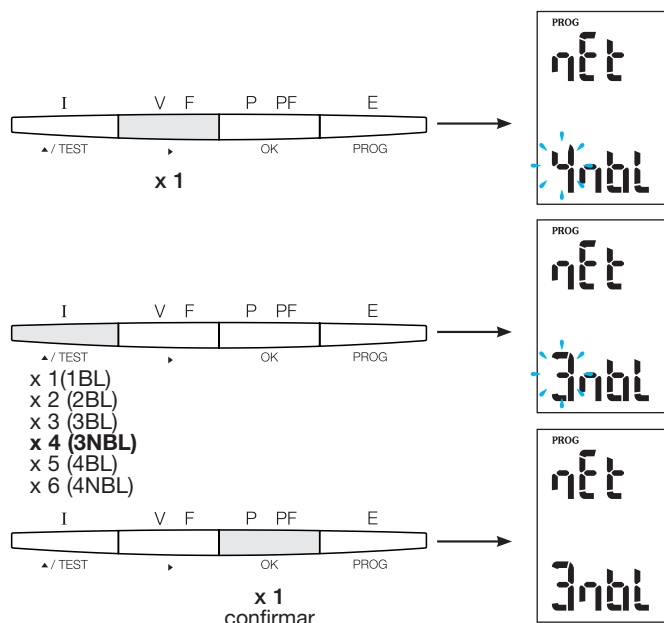 PROG
nEt
I V F P PF E
▲ / TEST ▸ OK PROG
x 1
4nbl
PROG
nEt
I V F P PF E
▲ / TEST ▸ OK PROG
3nbl
x 1(1BL)
x 2 (2BL)
x 3 (3BL)
x 4 (3NBL)
x 5 (4BL)
x 6 (4NBL)
PROG
nEt
I V F P PF E
▲ / TEST ▸ OK PROG
3nbl
x 1
confirmar